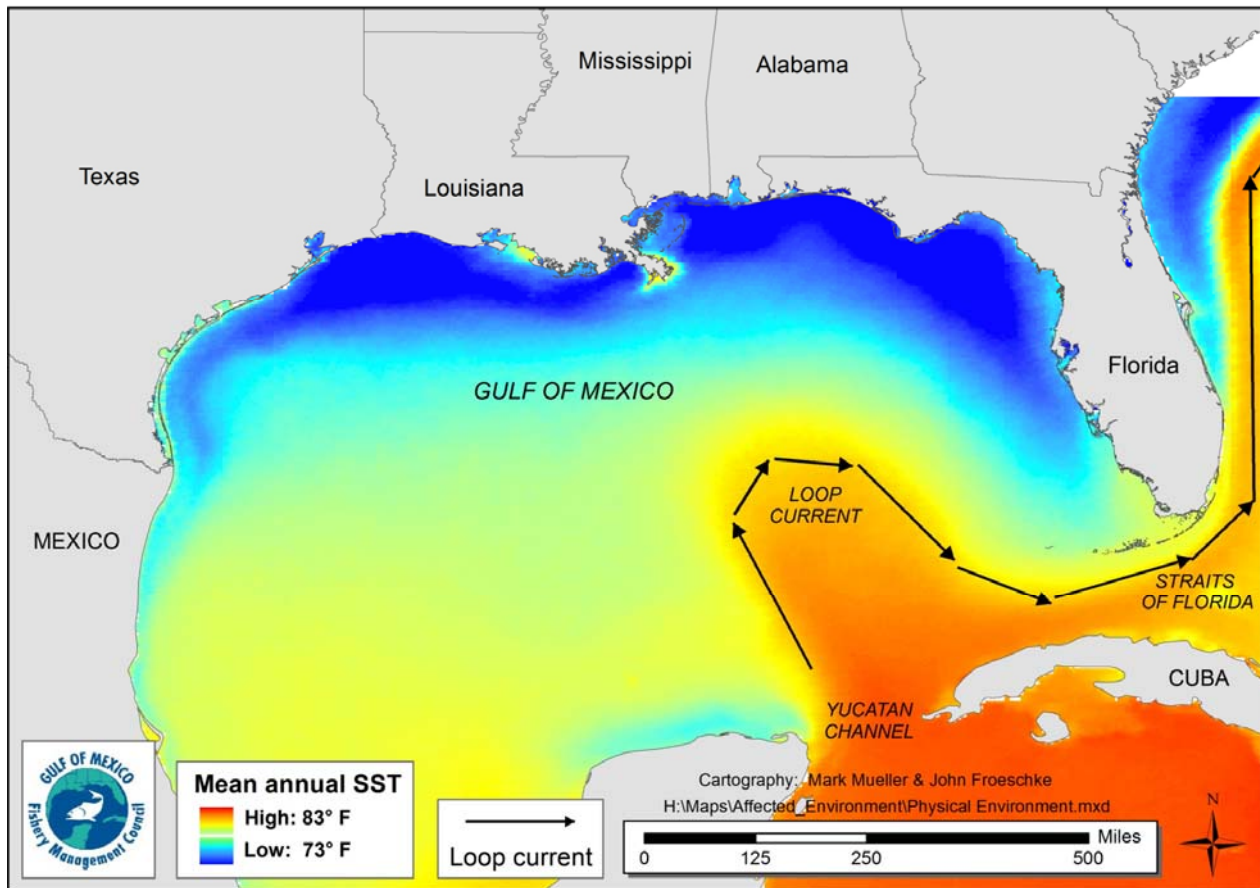 Mississippi
Alabama
Texas
Louisiana
GULF OF MEXICO
Florida
LOOP
CURRENT
MEXICO
STRAITS
OF FLORIDA
CUBA
YUCATAN
CHANNEL
GULF OF MEXICO
Fishery Management Council
Mean annual SST
High: 83° F
Low: 73° F
Loop current
Cartography: Mark Mueller & John Froeschke
H:\Maps\Affected_Environment\Physical Environment.mxd
Miles
0 125 250 500
N